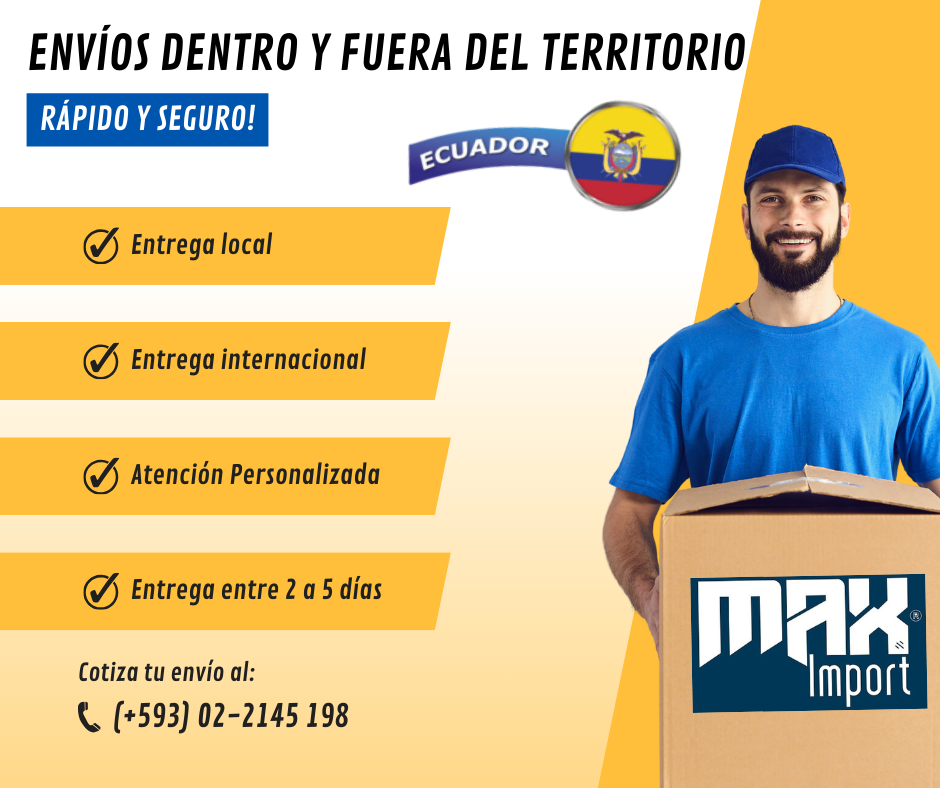 ENVÍOS DENTRO Y FUERA DEL TERRITORIO
RÁPIDO Y SEGURO!
ECUADOR
Entrega local
Entrega internacional
Atención Personalizada
Entrega entre 2 a 5 días
Cotiza tu envío al:
(+593) 02-2145 198
MAX®
Import